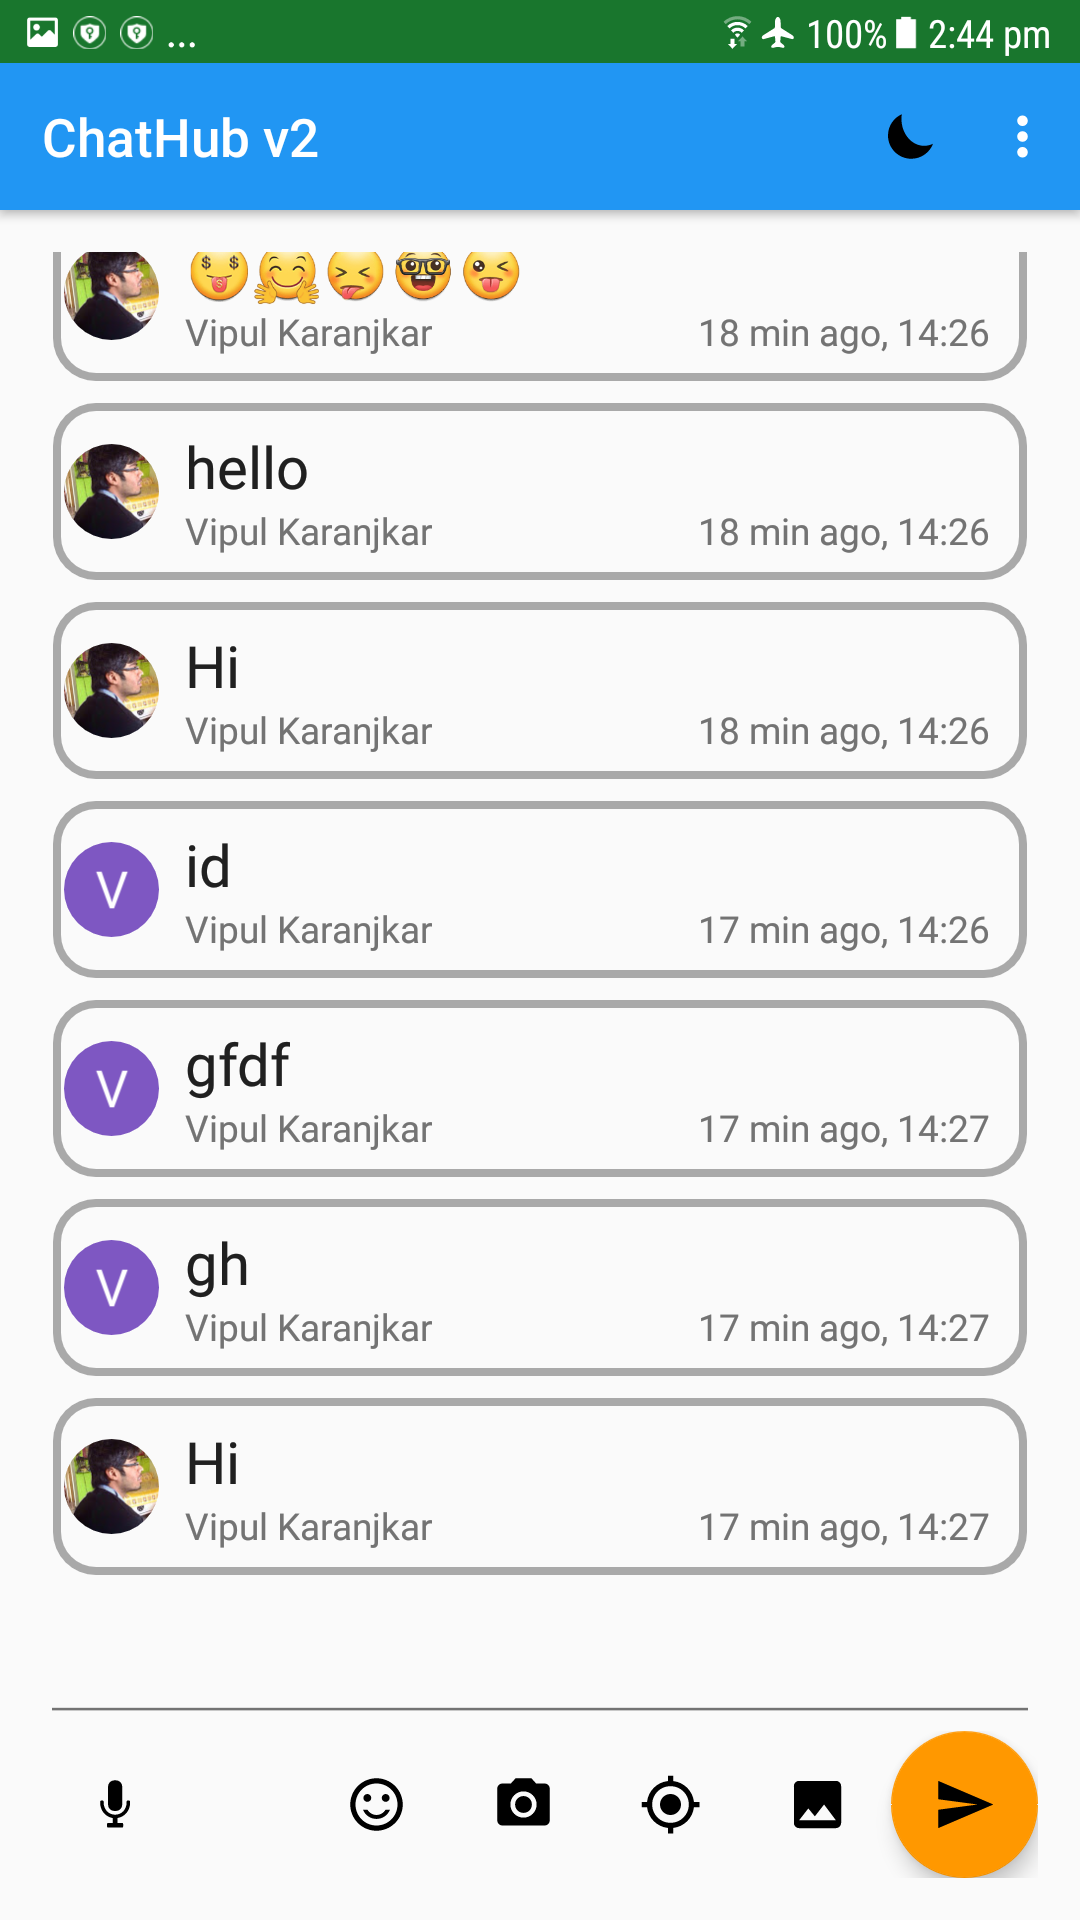 ... 100% 2:44 pm
ChatHub v2
🤑🤗😝🤓😜
Vipul Karanjkar 18 min ago, 14:26
hello
Vipul Karanjkar 18 min ago, 14:26
Hi
Vipul Karanjkar 18 min ago, 14:26
V
id
Vipul Karanjkar 17 min ago, 14:26
V
gfdf
Vipul Karanjkar 17 min ago, 14:27
V
gh
Vipul Karanjkar 17 min ago, 14:27
Hi
Vipul Karanjkar 17 min ago, 14:27